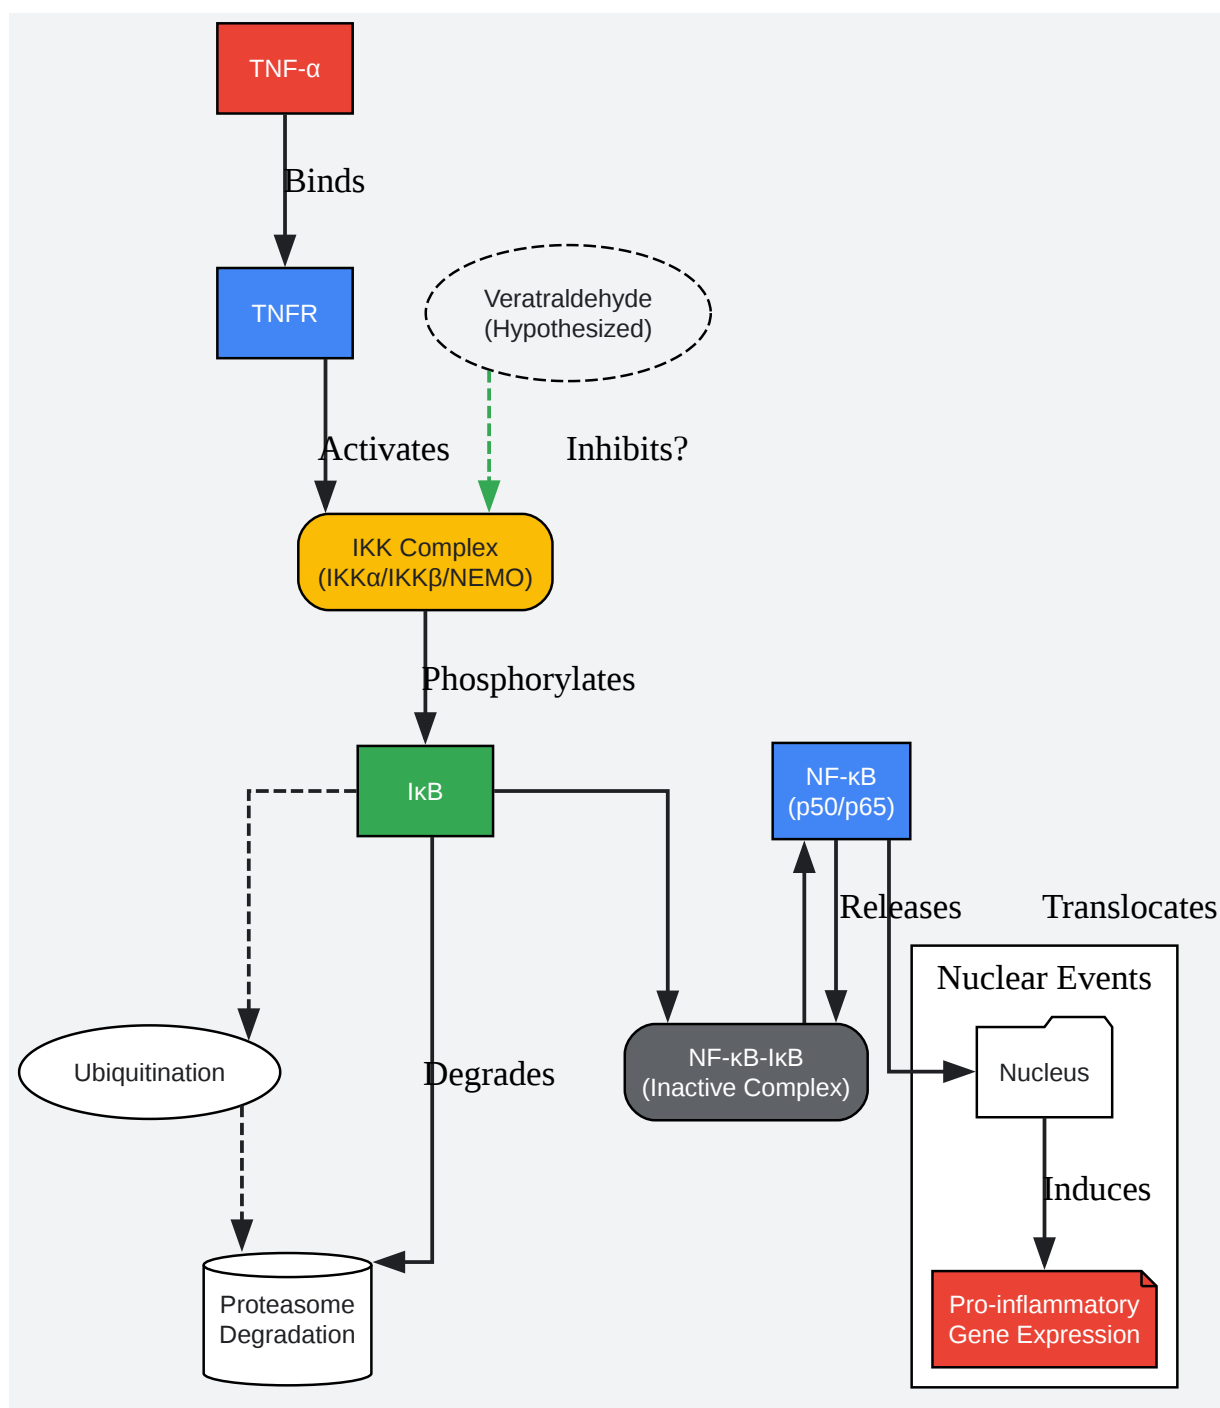 TNF-α
Binds
TNFR
Veratraldehyde
(Hypothesized)
Activates
Inhibits?
IKK Complex
(IKKα/IKKβ/NEMO)
Phosphorylates
IκB
NF-κB
(p50/p65)
Releases
Translocates
Nuclear Events
Ubiquitination
Degrades
NF-κB-IκB
(Inactive Complex)
Nucleus
Induces
Proteasome
Degradation
Pro-inflammatory
Gene Expression